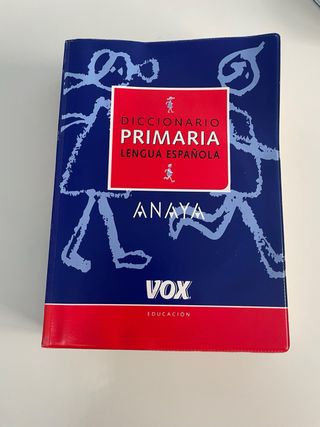 DICCIONARIO
PRIMARIA
LENGUA ESPAÑOLA
ANAYA
VOX
EDUCACIÓN